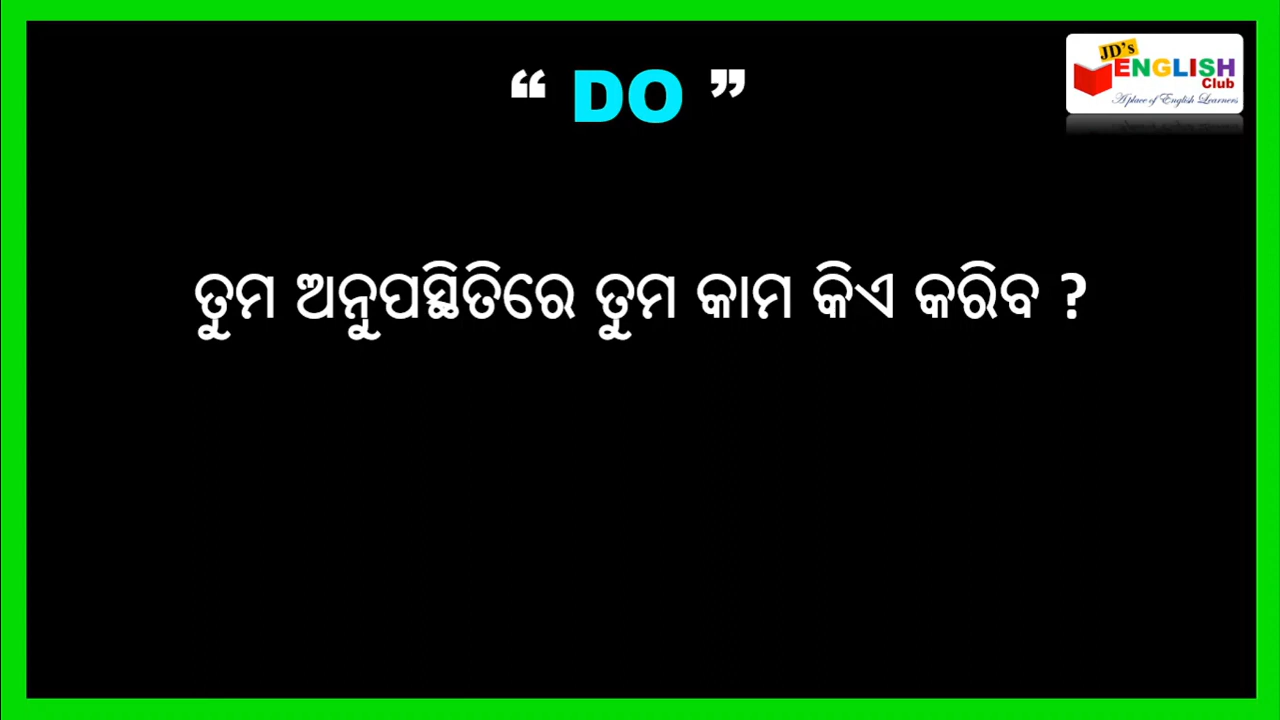 “ DO ”
JD's
ENGLISH
Club
A place of English Learners
ତୁମ ଅନୁପସ୍ଥିତିରେ ତୁମ କାମ କିଏ କରିବ ?